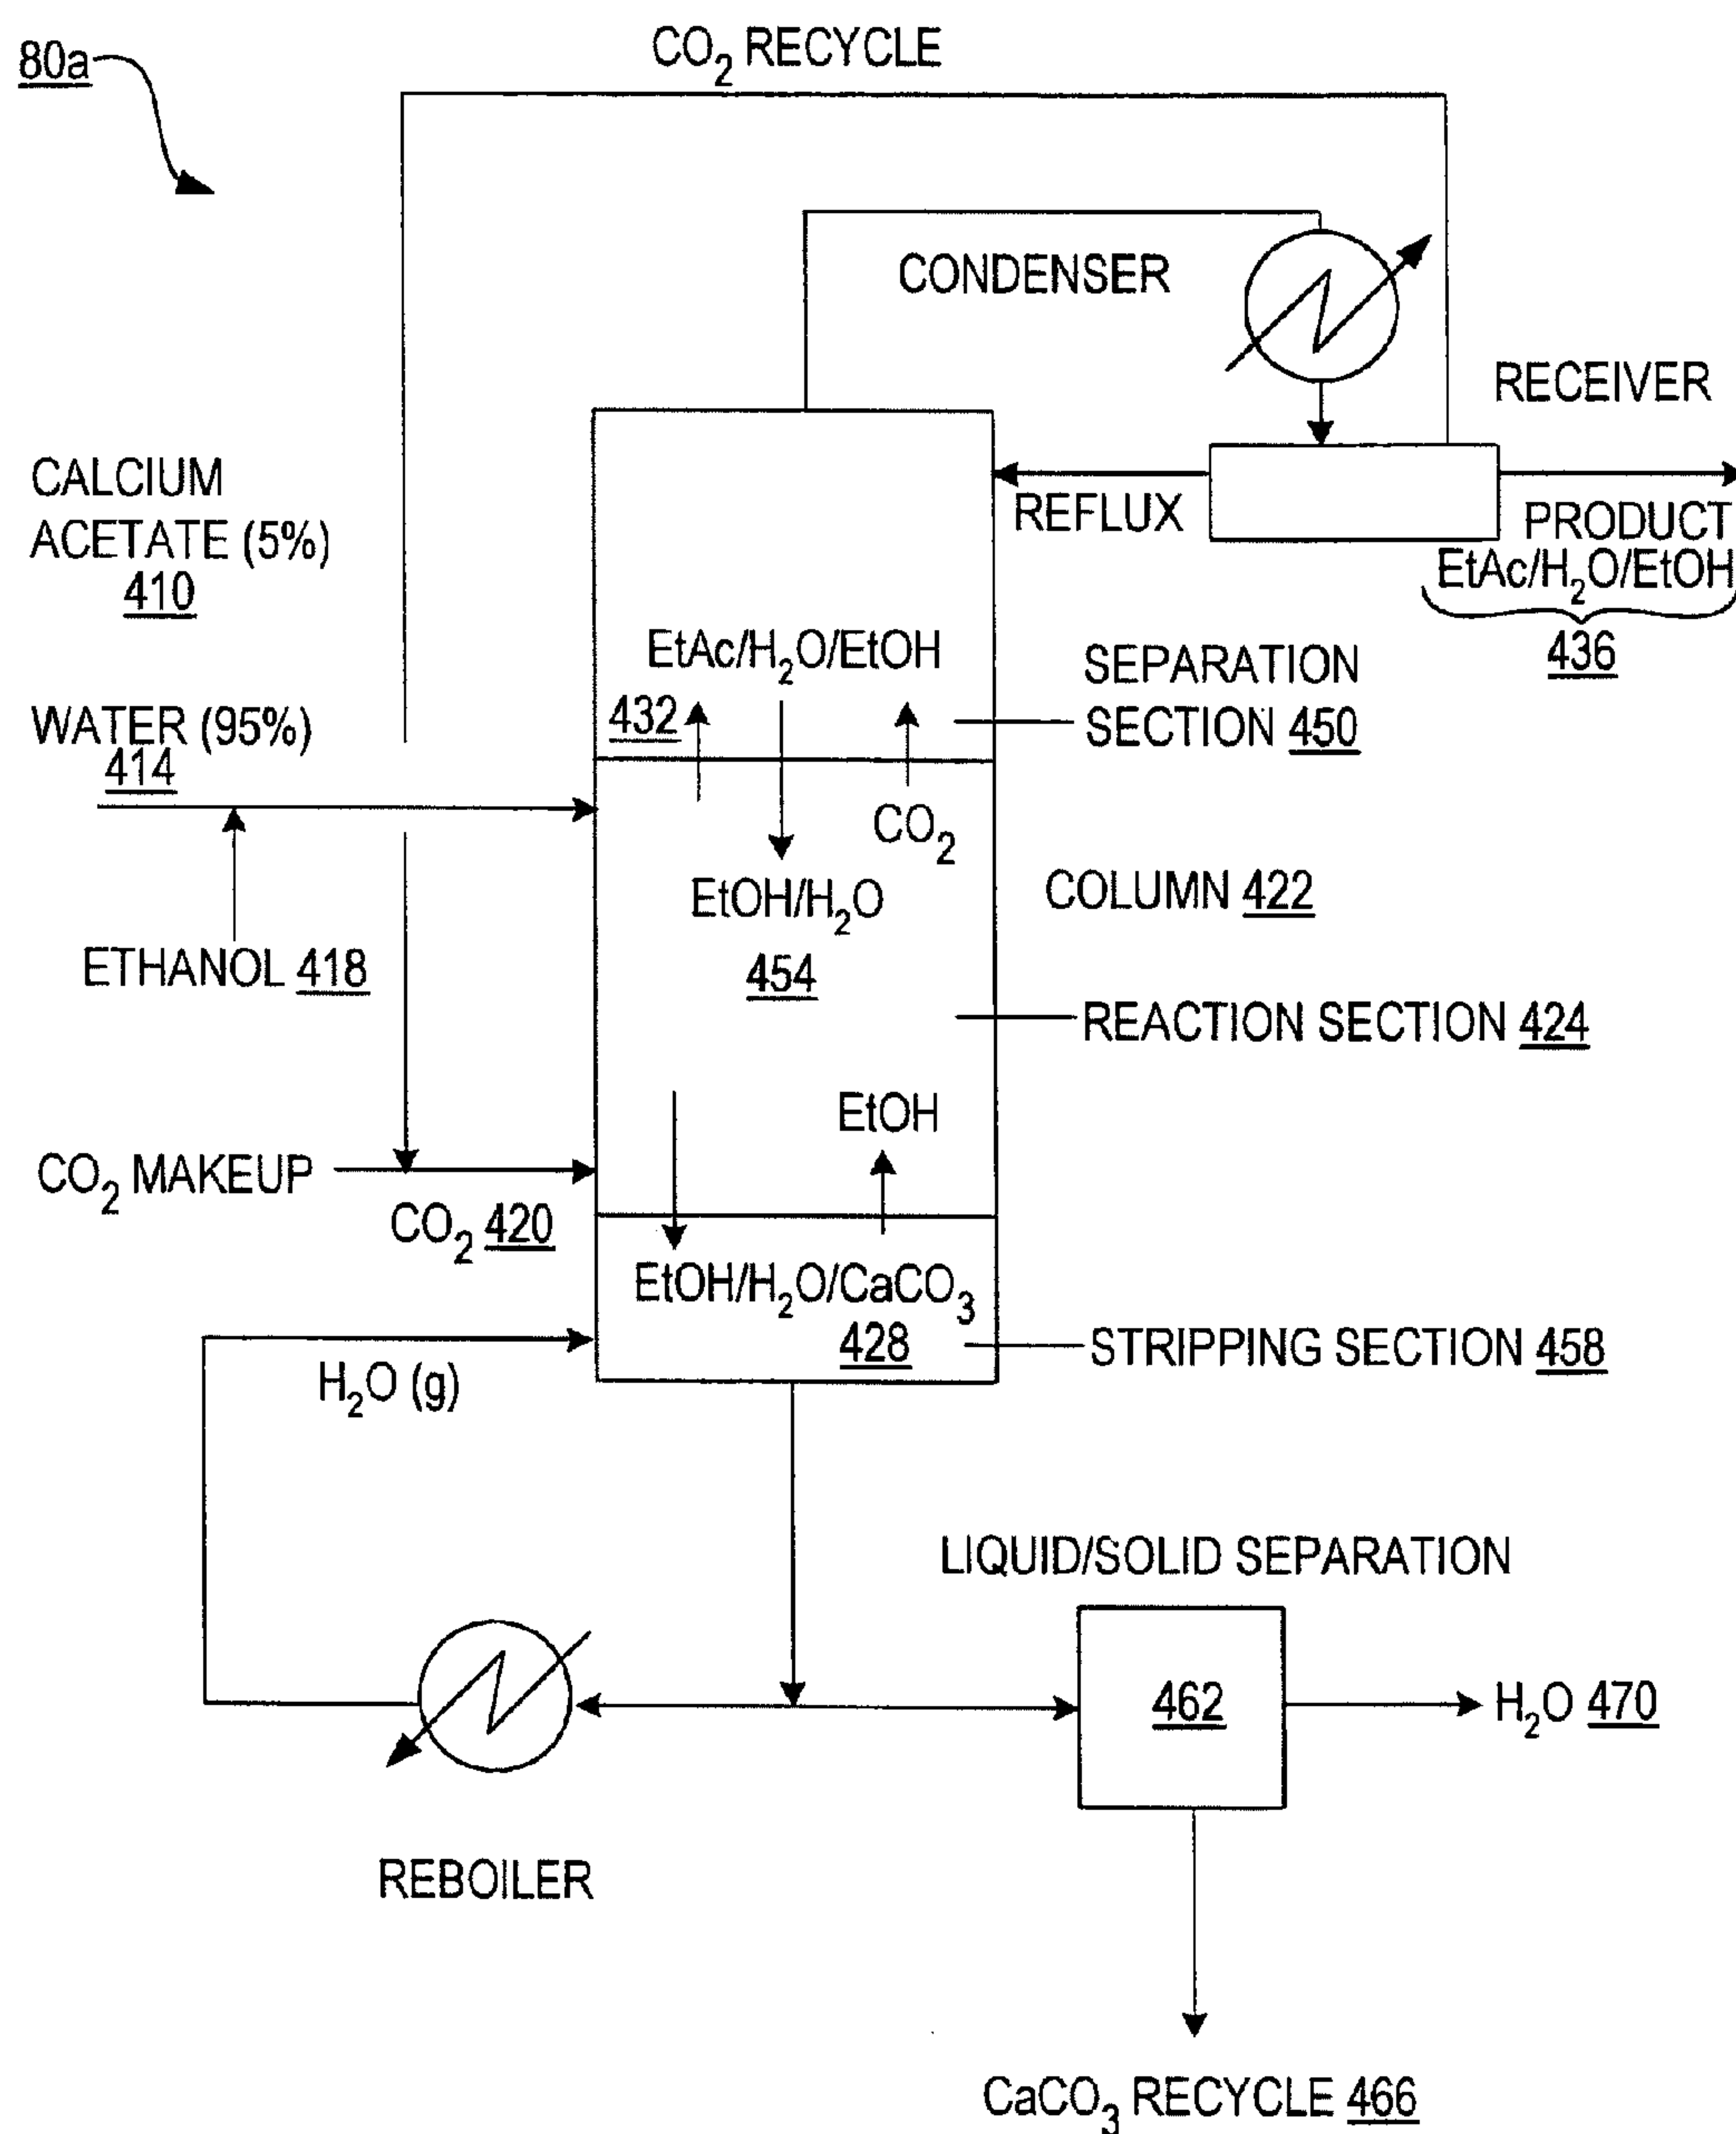 80a
CO₂ RECYCLE
CONDENSER
RECEIVER
CALCIUM
ACETATE (5%)
410
REFLUX
PRODUCT
EtAc/H₂O/EtOH
436
EtAc/H₂O/EtOH
432
SEPARATION
SECTION 450
WATER (95%)
414
CO₂
EtOH/H₂O
454
COLUMN 422
ETHANOL 418
REACTION SECTION 424
EtOH
CO₂ MAKEUP
CO₂ 420
EtOH/H₂O/CaCO₃
428
STRIPPING SECTION 458
H₂O (g)
LIQUID/SOLID SEPARATION
462
H₂O 470
REBOILER
CaCO₃ RECYCLE 466